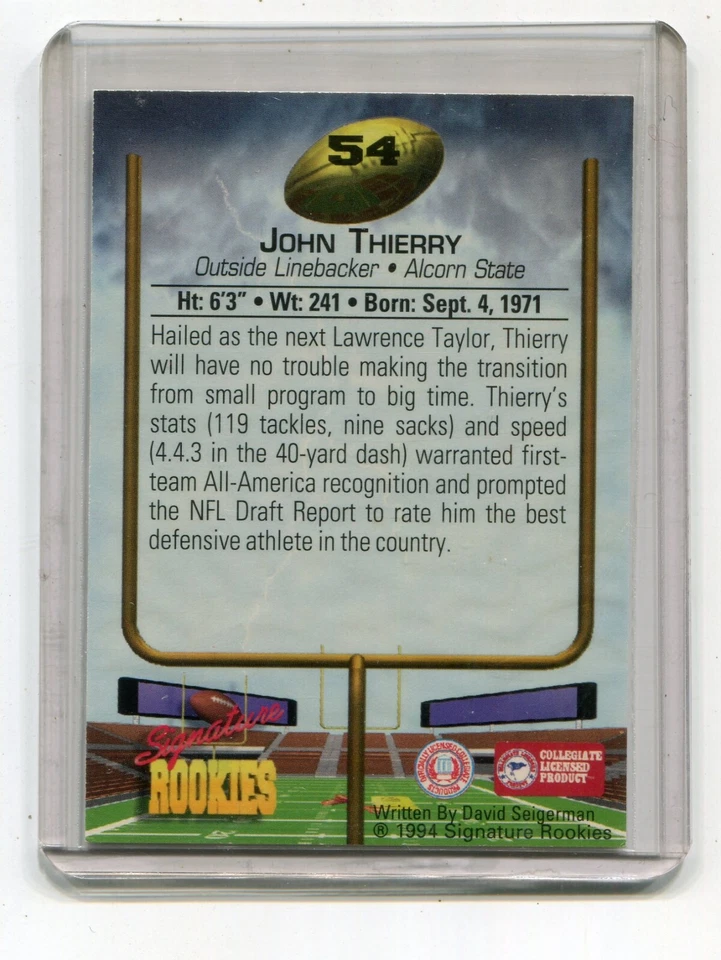 54
JOHN THIERRY
Outside Linebacker • Alcorn State
Ht: 6'3" • Wt: 241 • Born: Sept. 4, 1971
Hailed as the next Lawrence Taylor, Thierry
will have no trouble making the transition
from small program to big time. Thierry's
stats (119 tackles, nine sacks) and speed
(4.4.3 in the 40-yard dash) warranted first-
team All-America recognition and prompted
the NFL Draft Report to rate him the best
defensive athlete in the country.
Signature
ROOKIES
OFFICIALLY LICENSED COLLEGIATE PRODUCTS
COLLEGIATE
LICENSED
PRODUCT
Written By David Seigerman
® 1994 Signature Rookies